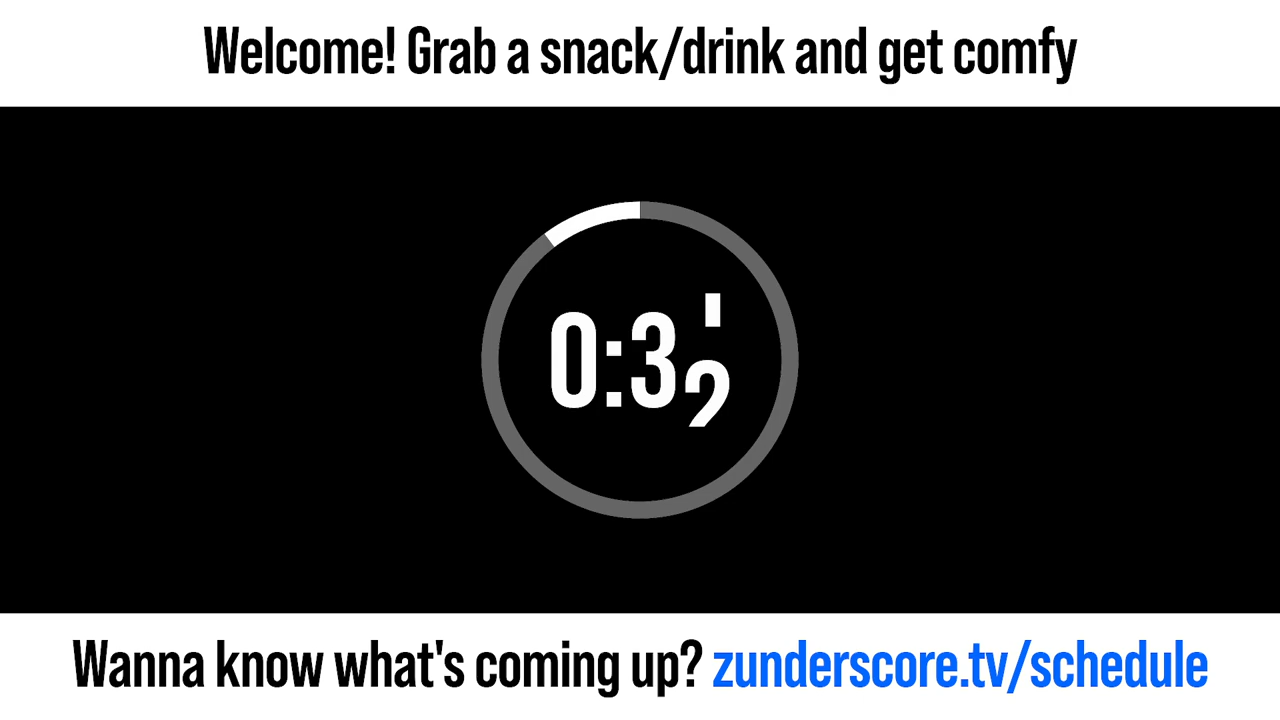 Welcome! Grab a snack/drink and get comfy
0:3
Wanna know what's coming up? zunderscore.tv/schedule